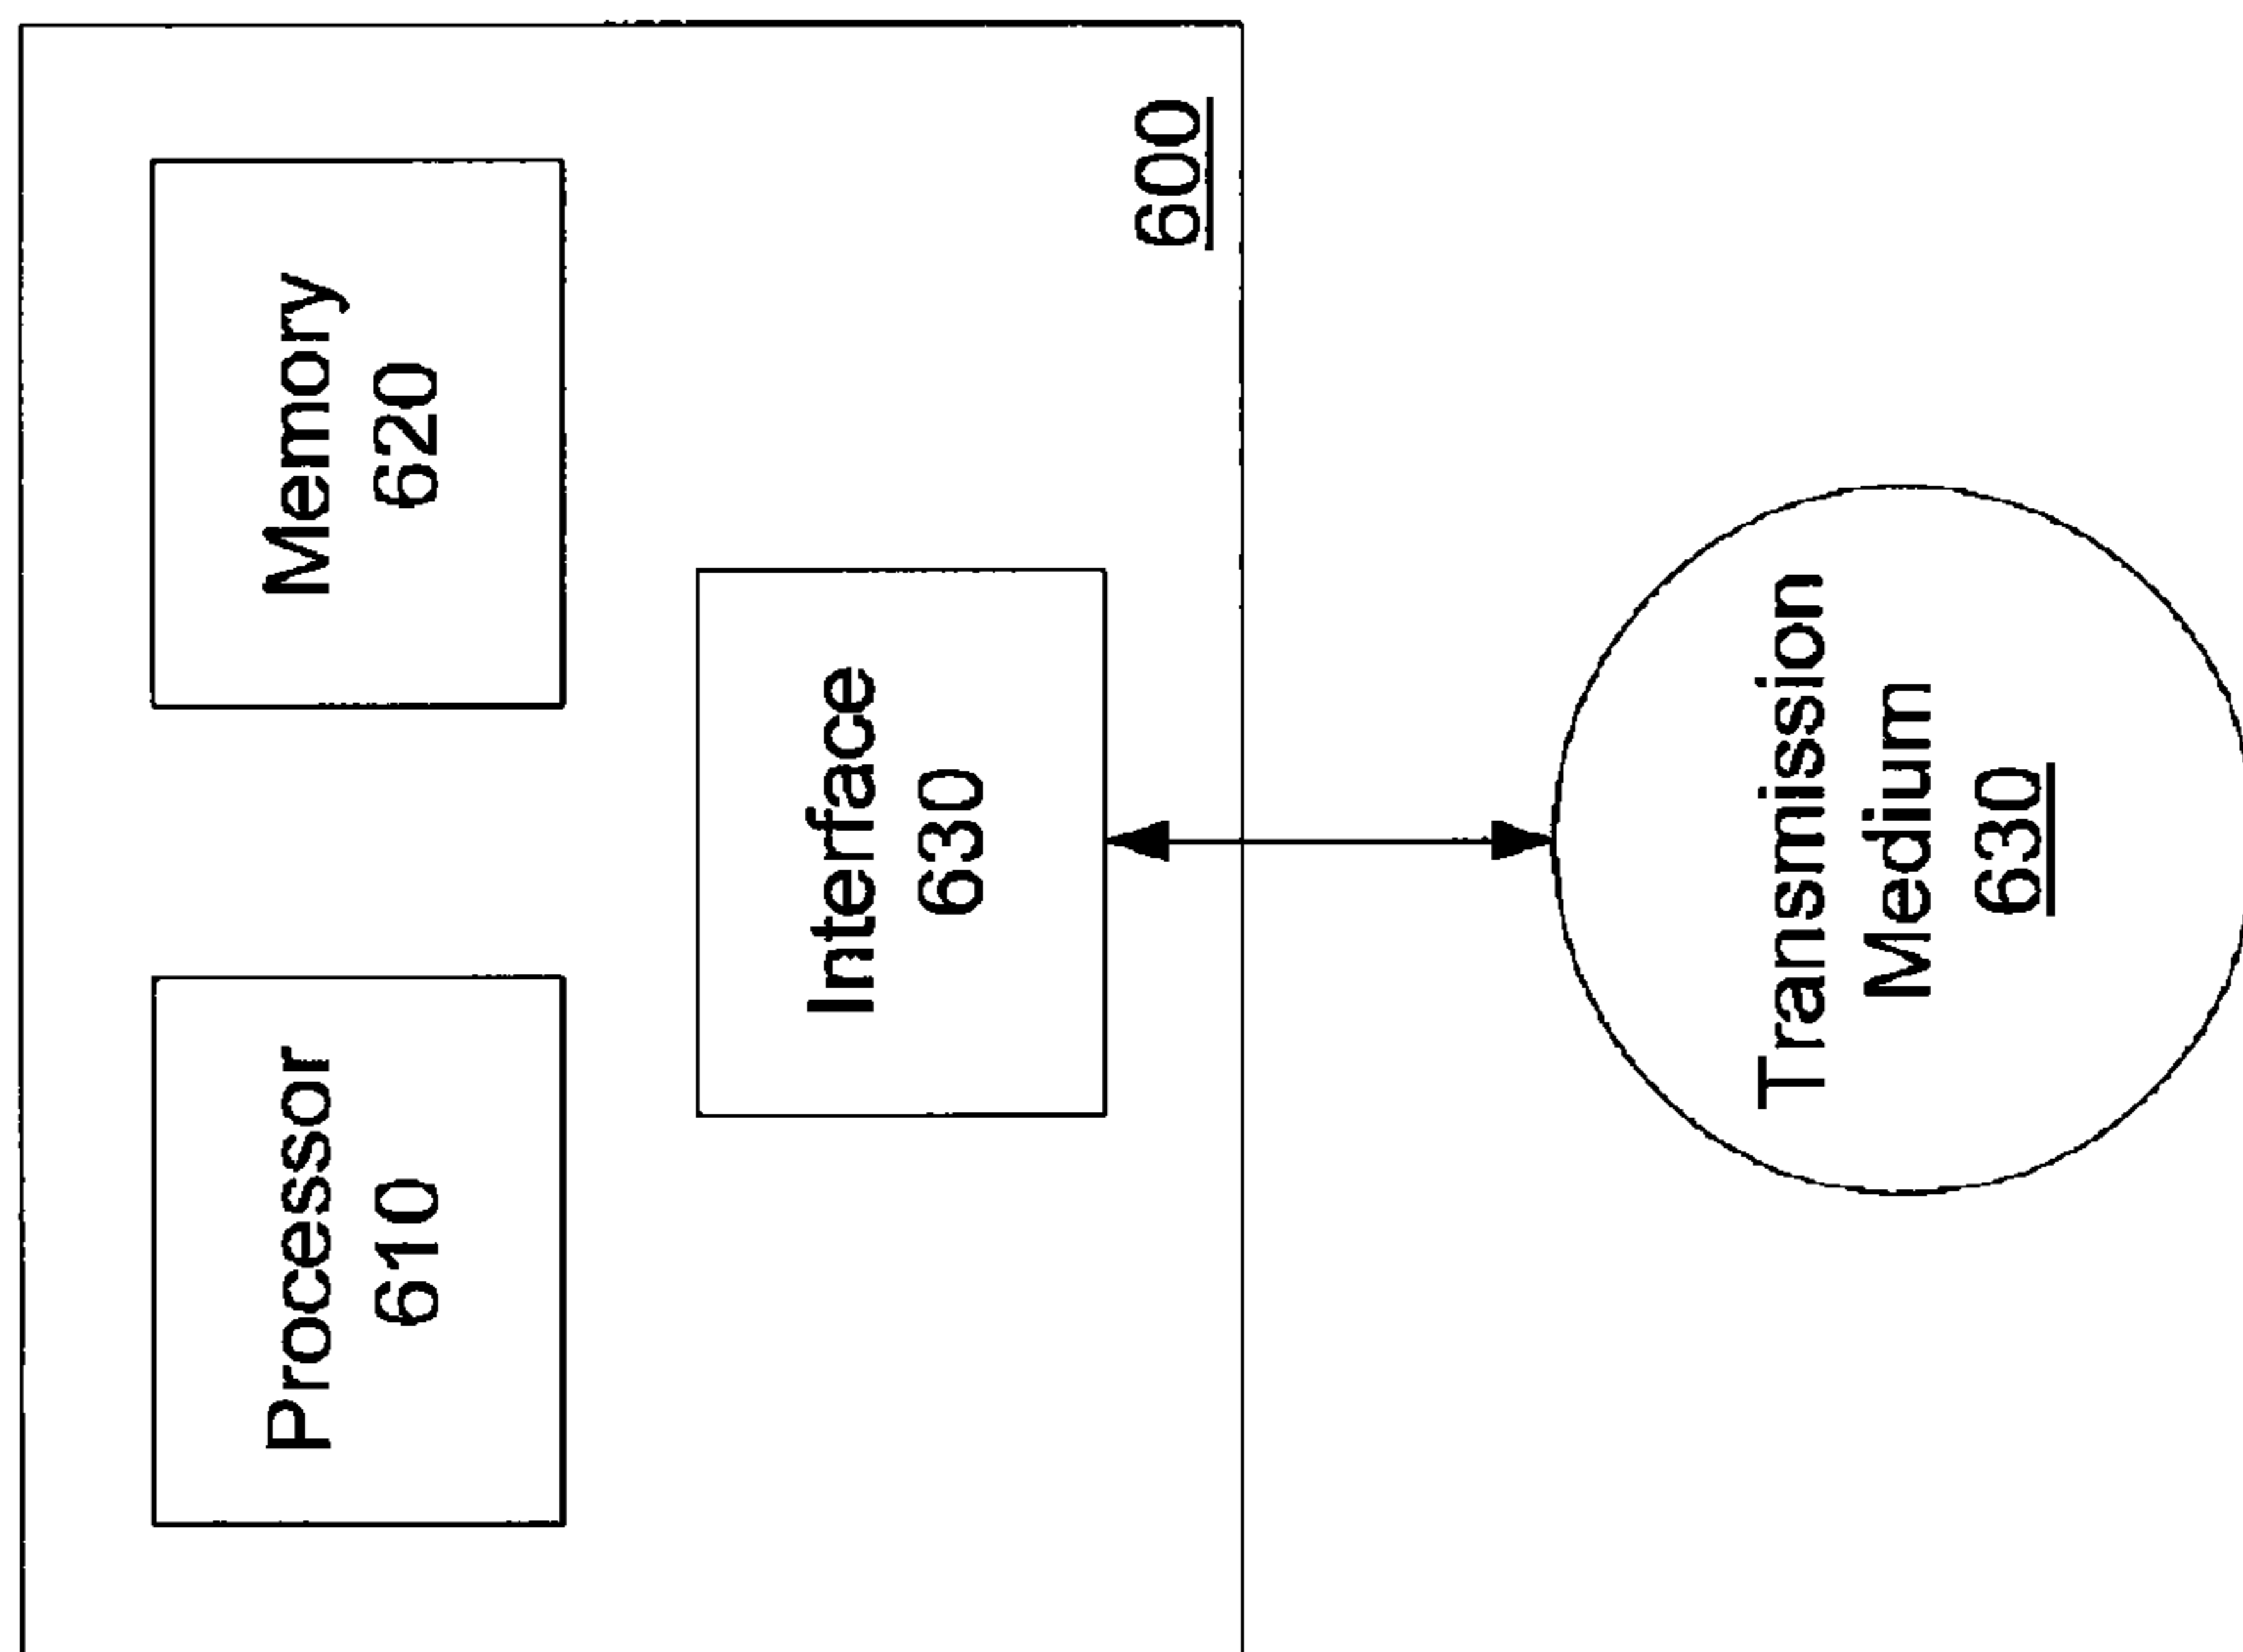 Processor
610
Memory
620
Interface
630
600
Transmission
Medium
630